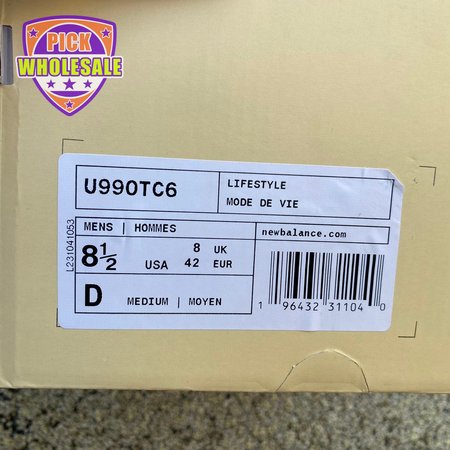 PICK
WHOLESALE
U990TC6
LIFESTYLE
MODE DE VIE
MENS | HOMMES
8½ USA
8 UK
42 EUR
D MEDIUM | MOYEN
newbalance.com
1 96432 31104 0
L231041053